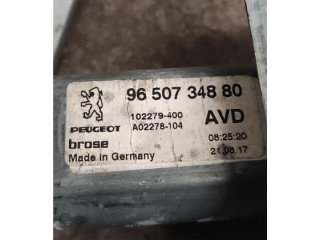 96 507 348 80
102279-400 AVD
PEUGEOT A02278-104
brose 08:25:20
Made in Germany 21.08.17